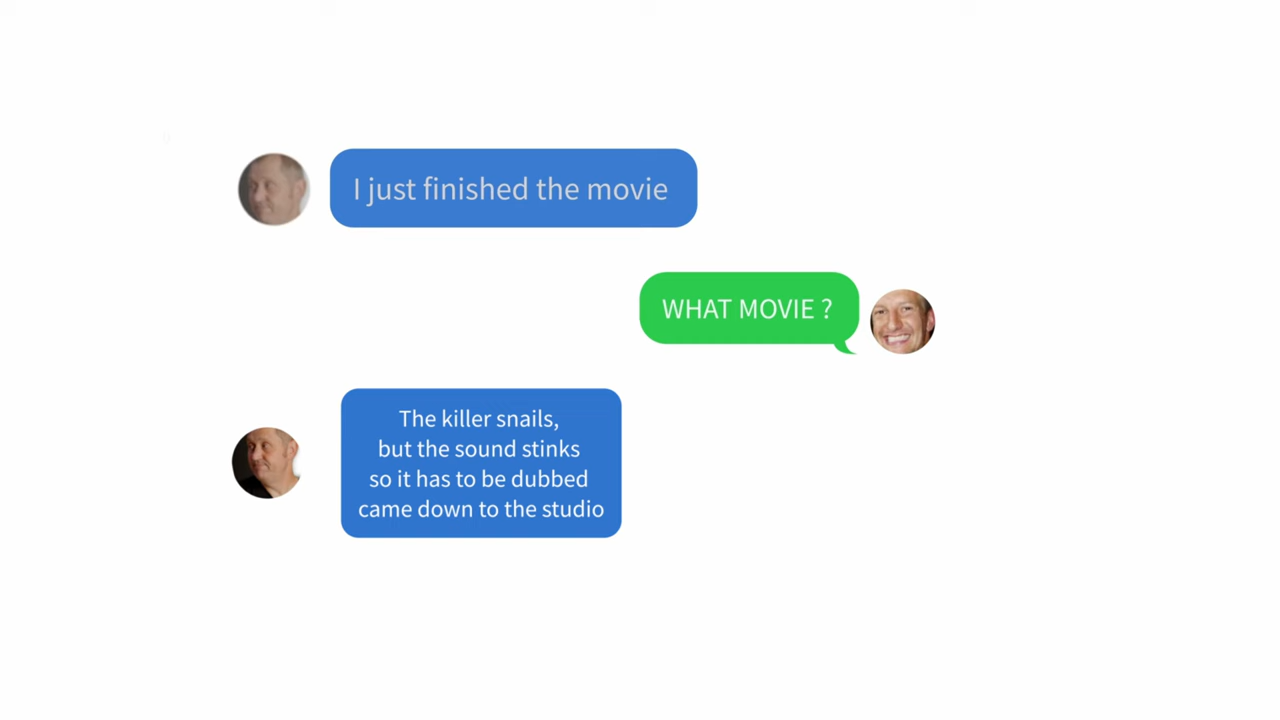 I just finished the movie
WHAT MOVIE ?
The killer snails,
but the sound stinks
so it has to be dubbed
came down to the studio